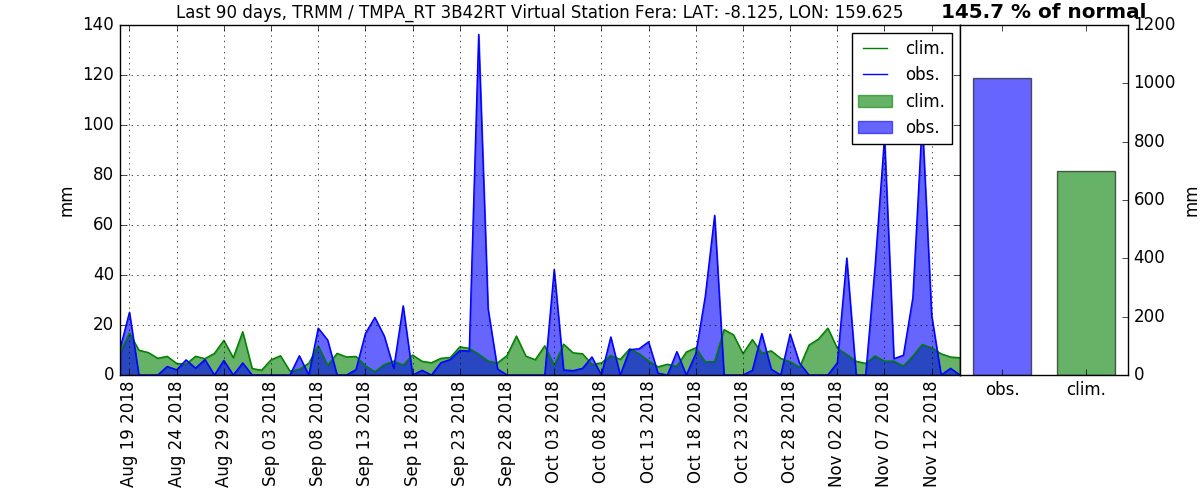 Last 90 days, TRMM / TMPA_RT 3B42RT Virtual Station Fera: LAT: -8.125, LON: 159.625
145.7 % of normal
mm
140
120
100
80
60
40
20
0
clim.
obs.
clim.
obs.
Aug 19 2018
Aug 24 2018
Aug 29 2018
Sep 03 2018
Sep 08 2018
Sep 13 2018
Sep 18 2018
Sep 23 2018
Sep 28 2018
Oct 03 2018
Oct 08 2018
Oct 13 2018
Oct 18 2018
Oct 23 2018
Oct 28 2018
Nov 02 2018
Nov 07 2018
Nov 12 2018
obs.
clim.
1200
1000
800
600
400
200
0
mm